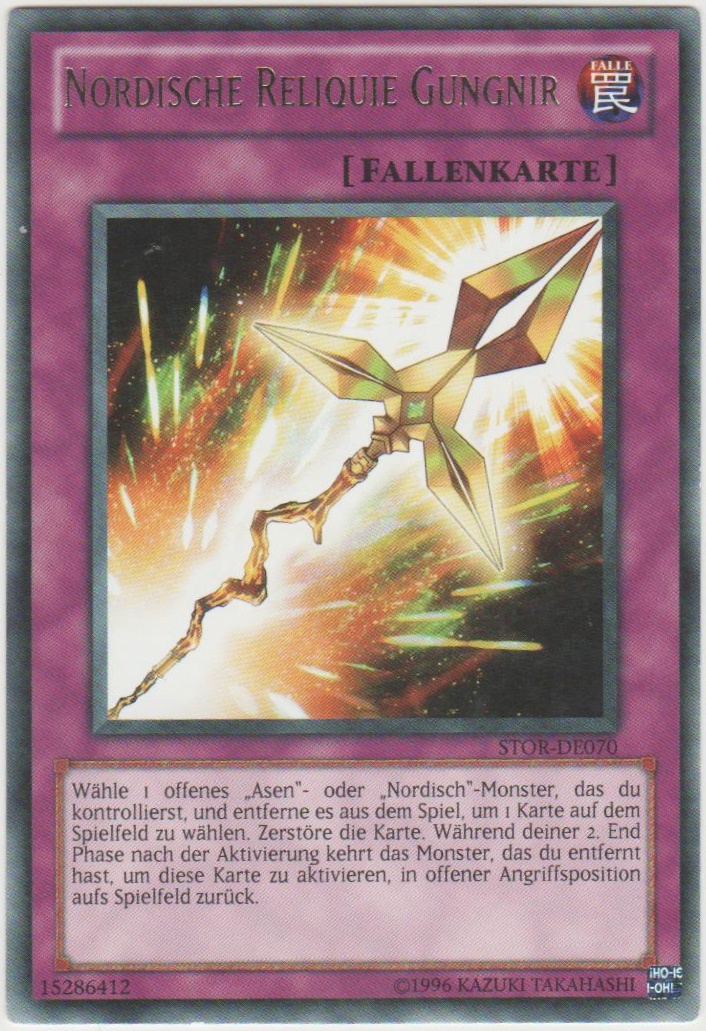 Nordische Reliquie Gungnir
FALLE
罠
[FALLENKARTE]
STOR-DE070
Wähle 1 offenes „Asen"- oder „Nordisch"-Monster, das du
kontrollierst, und entferne es aus dem Spiel, um 1 Karte auf dem
Spielfeld zu wählen. Zerstöre die Karte. Während deiner 2. End
Phase nach der Aktivierung kehrt das Monster, das du entfernt
hast, um diese Karte zu aktivieren, in offener Angriffsposition
aufs Spielfeld zurück.
15286412
©1996 KAZUKI TAKAHASHI